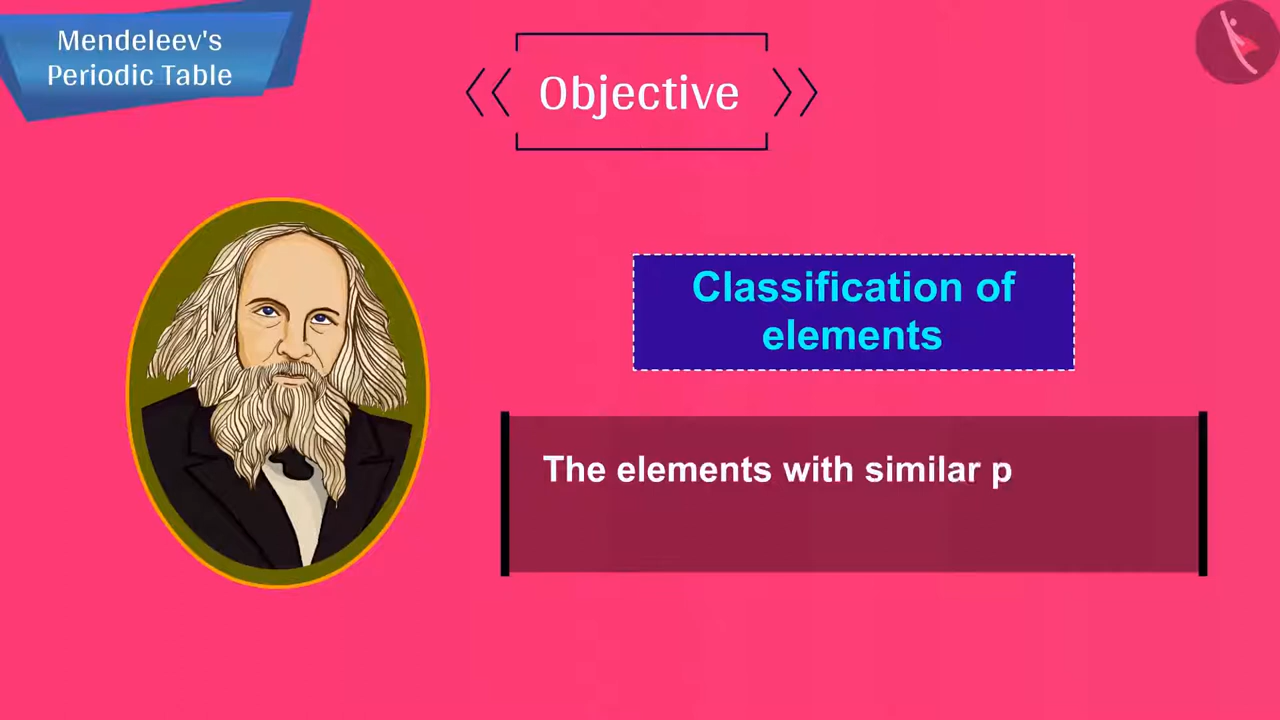 Mendeleev's
Periodic Table
Objective
Classification of
elements
The elements with similar p